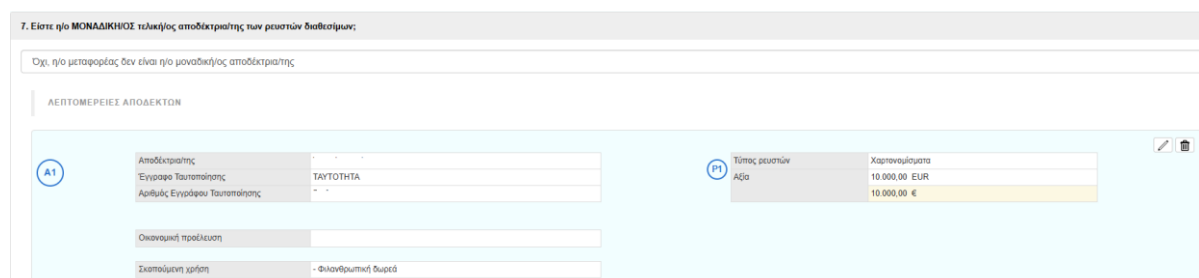 7. Είστε η/ο ΜΟΝΑΔΙΚΗ/ΟΣ τελική/ος αποδέκτρια/της των ρευστών διαθεσίμων;
Όχι, η/ο μεταφορέας δεν είναι η/ο μοναδική/ος αποδέκτρια/της
ΛΕΠΤΟΜΕΡΕΙΕΣ ΑΠΟΔΕΚΤΩΝ
A1
Αποδέκτρια/της
Έγγραφο Ταυτοποίησης ΤΑΥΤΟΤΗΤΑ
Αριθμός Εγγράφου Ταυτοποίησης
Οικονομική προέλευση
Σκοπούμενη χρήση - Φιλανθρωπική δωρεά
P1
Τύπος ρευστών Χαρτονομίσματα
Αξία 10.000,00 EUR
10.000,00 €